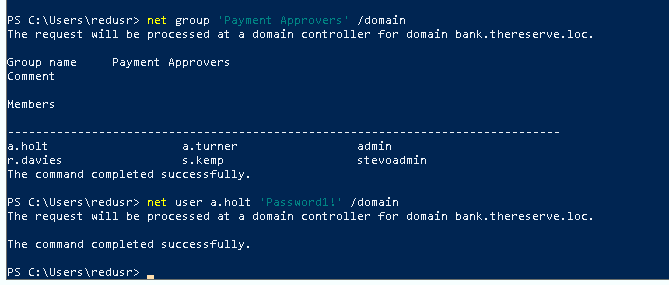 PS C:\Users\redusr> net group 'Payment Approvers' /domain
The request will be processed at a domain controller for domain bank.thereserve.loc.
Group name     Payment Approvers
Comment
Members
-------------------------------------------------------------------------------
a.holt                   a.turner                 admin
r.davies                 s.kemp                   stevoadmin
The command completed successfully.
PS C:\Users\redusr> net user a.holt 'Password1!' /domain
The request will be processed at a domain controller for domain bank.thereserve.loc.
The command completed successfully.
PS C:\Users\redusr>